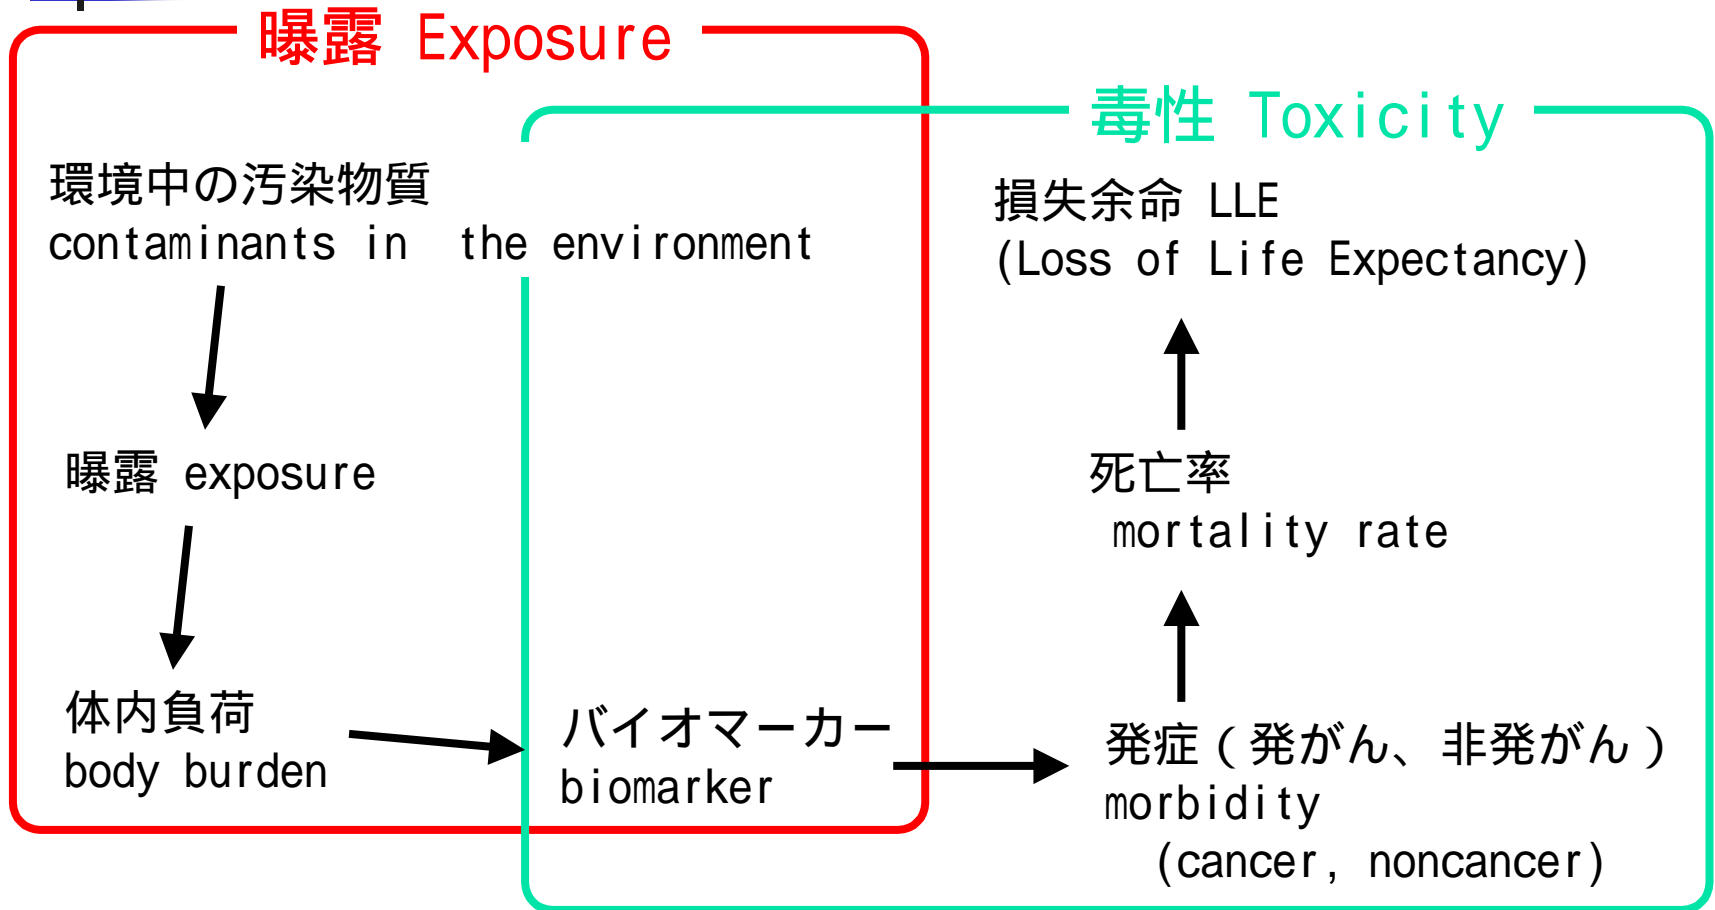 曝露 Exposure
毒性 Toxicity
環境中の汚染物質
contaminants in the environment
曝露 exposure
体内負荷
body burden
バイオマーカー
biomarker
発症(発がん、非発がん)
morbidity
(cancer, noncancer)
死亡率
mortality rate
損失余命 LLE
(Loss of Life Expectancy)